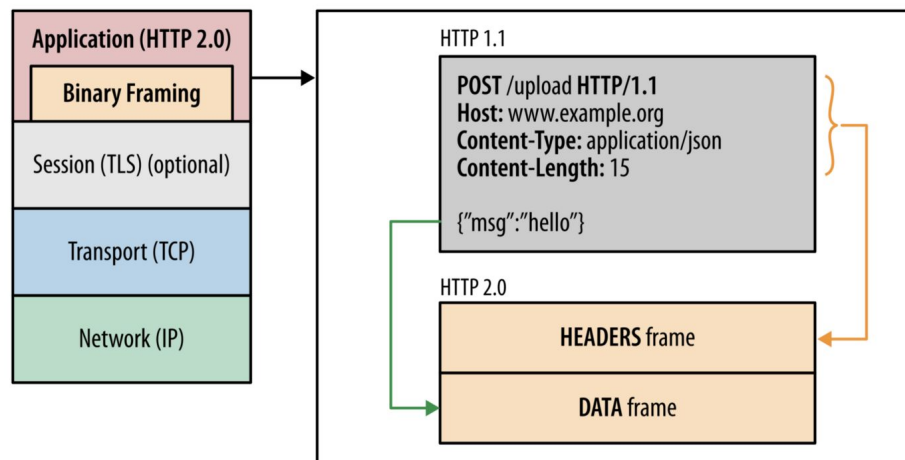 Application (HTTP 2.0)
Binary Framing
Session (TLS) (optional)
Transport (TCP)
Network (IP)
HTTP 1.1
POST /upload HTTP/1.1
Host: www.example.org
Content-Type: application/json
Content-Length: 15
{”msg”:”hello”}
HTTP 2.0
HEADERS frame
DATA frame